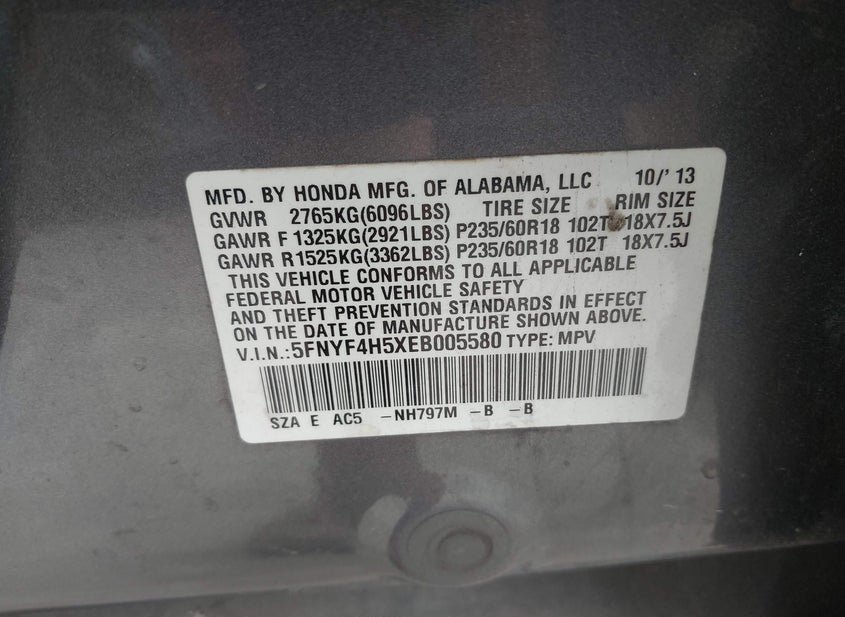 MFD. BY HONDA MFG. OF ALABAMA, LLC 10/'13
GVWR 2765KG(6096LBS) TIRE SIZE RIM SIZE
GAWR F 1325KG(2921LBS) P235/60R18 102T 18X7.5J
GAWR R1525KG(3362LBS) P235/60R18 102T 18X7.5J
THIS VEHICLE CONFORMS TO ALL APPLICABLE
FEDERAL MOTOR VEHICLE SAFETY
AND THEFT PREVENTION STANDARDS IN EFFECT
ON THE DATE OF MANUFACTURE SHOWN ABOVE.
V.I.N.:5FNYF4H5XEB005580 TYPE: MPV
SZA E AC5 -NH797M -B -B